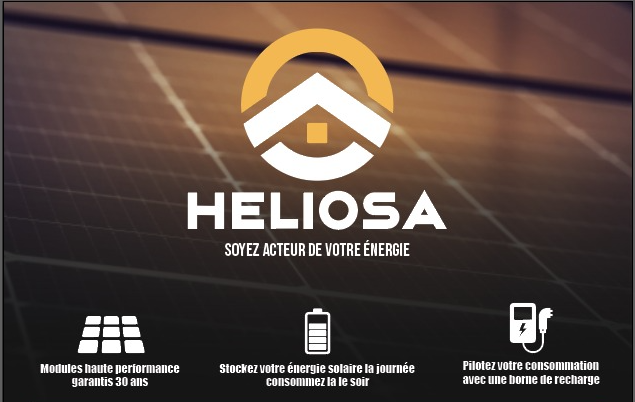 HELIOSA
SOYEZ ACTEUR DE VOTRE ÉNERGIE
Modules haute performance
garantis 30 ans
Stockez votre énergie solaire la journée
consommez la le soir
Pilotez votre consommation
avec une borne de recharge